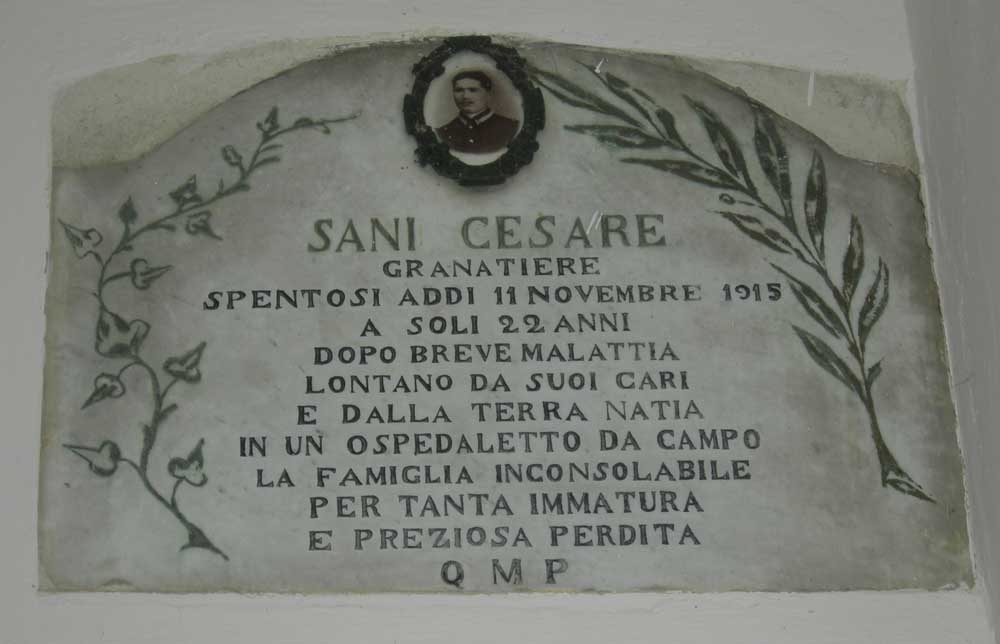 SANI CESARE
GRANATIERE
SPENTOSI ADDI 11 NOVEMBRE 1915
A SOLI 22 ANNI
DOPO BREVE MALATTIA
LONTANO DA SUOI CARI
E DALLA TERRA NATIA
IN UN OSPEDALETTO DA CAMPO
LA FAMIGLIA INCONSOLABILE
PER TANTA IMMATURA
E PREZIOSA PERDITA
Q M P